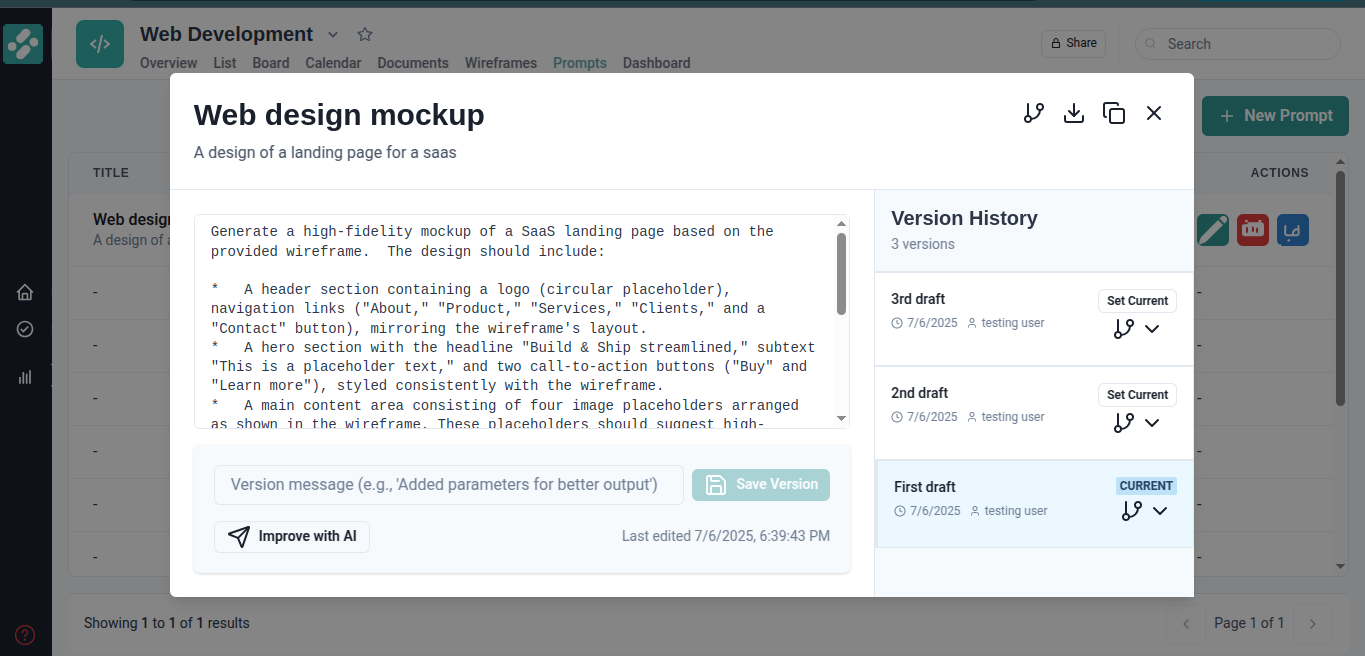 Web Development
Share
Search
Overview List Board Calendar Documents Wireframes Prompts Dashboard
+ New Prompt
Web design mockup
A design of a landing page for a saas
TITLE
ACTIONS
Web design
A design of a
-
-
-
-
-
-
Generate a high-fidelity mockup of a SaaS landing page based on the
provided wireframe.  The design should include:
*   A header section containing a logo (circular placeholder),
navigation links ("About," "Product," "Services," "Clients," and a
"Contact" button), mirroring the wireframe's layout.
*   A hero section with the headline "Build & Ship streamlined," subtext
"This is a placeholder text," and two call-to-action buttons ("Buy" and
"Learn more"), styled consistently with the wireframe.
*   A main content area consisting of four image placeholders arranged
as shown in the wireframe. These placeholders should suggest high-
Version message (e.g., 'Added parameters for better output')
Save Version
Improve with AI
Last edited 7/6/2025, 6:39:43 PM
Version History
3 versions
3rd draft
Set Current
7/6/2025 testing user
2nd draft
Set Current
7/6/2025 testing user
First draft
CURRENT
7/6/2025 testing user
-
-
-
-
-
-
Showing 1 to 1 of 1 results
Page 1 of 1